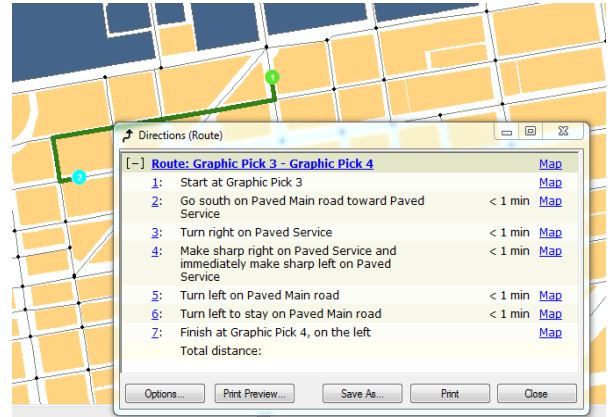 1
2
Directions (Route)
[-] Route: Graphic Pick 3 - Graphic Pick 4 Map
1: Start at Graphic Pick 3 Map
2: Go south on Paved Main road toward Paved < 1 min Map
Service
3: Turn right on Paved Service < 1 min Map
4: Make sharp right on Paved Service and < 1 min Map
immediately make sharp left on Paved
Service
5: Turn left on Paved Main road < 1 min Map
6: Turn left to stay on Paved Main road < 1 min Map
7: Finish at Graphic Pick 4, on the left Map
Total distance:
Options... Print Preview... Save As... Print Close